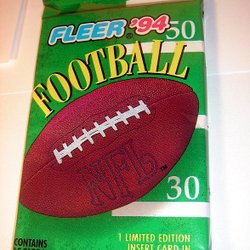 FLEER '94
50
FOOTBALL
NFL
30
CONTAINS
1 LIMITED EDITION
INSERT CARD IN